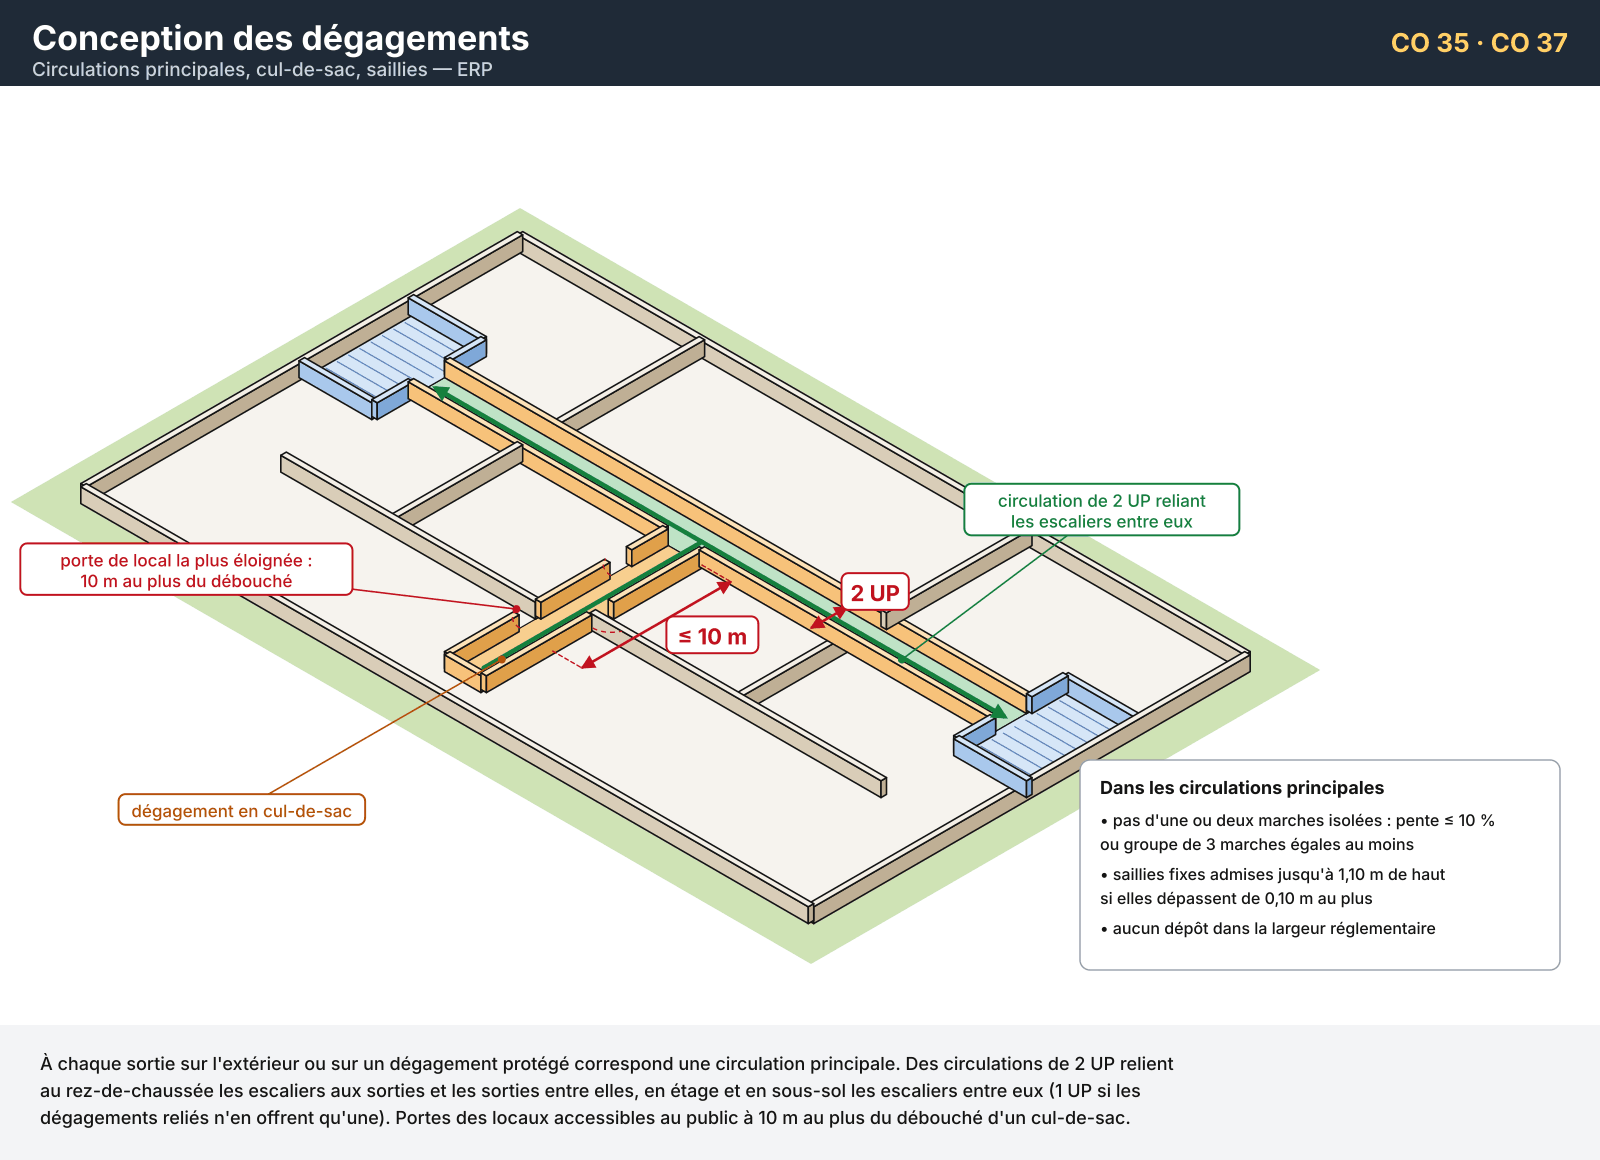 Conception des dégagements
Circulations principales, cul-de-sac, saillies — ERP
CO 35 · CO 37
circulation de 2 UP reliant
les escaliers entre eux
porte de local la plus éloignée :
10 m au plus du débouché
2 UP
≤ 10 m
dégagement en cul-de-sac
Dans les circulations principales
• pas d'une ou deux marches isolées : pente ≤ 10 %
ou groupe de 3 marches égales au moins
• saillies fixes admises jusqu'à 1,10 m de haut
si elles dépassent de 0,10 m au plus
• aucun dépôt dans la largeur réglementaire
À chaque sortie sur l'extérieur ou sur un dégagement protégé correspond une circulation principale. Des circulations de 2 UP relient
au rez-de-chaussée les escaliers aux sorties et les sorties entre elles, en étage et en sous-sol les escaliers entre eux (1 UP si les
dégagements reliés n'en offrent qu'une). Portes des locaux accessibles au public à 10 m au plus du débouché d'un cul-de-sac.